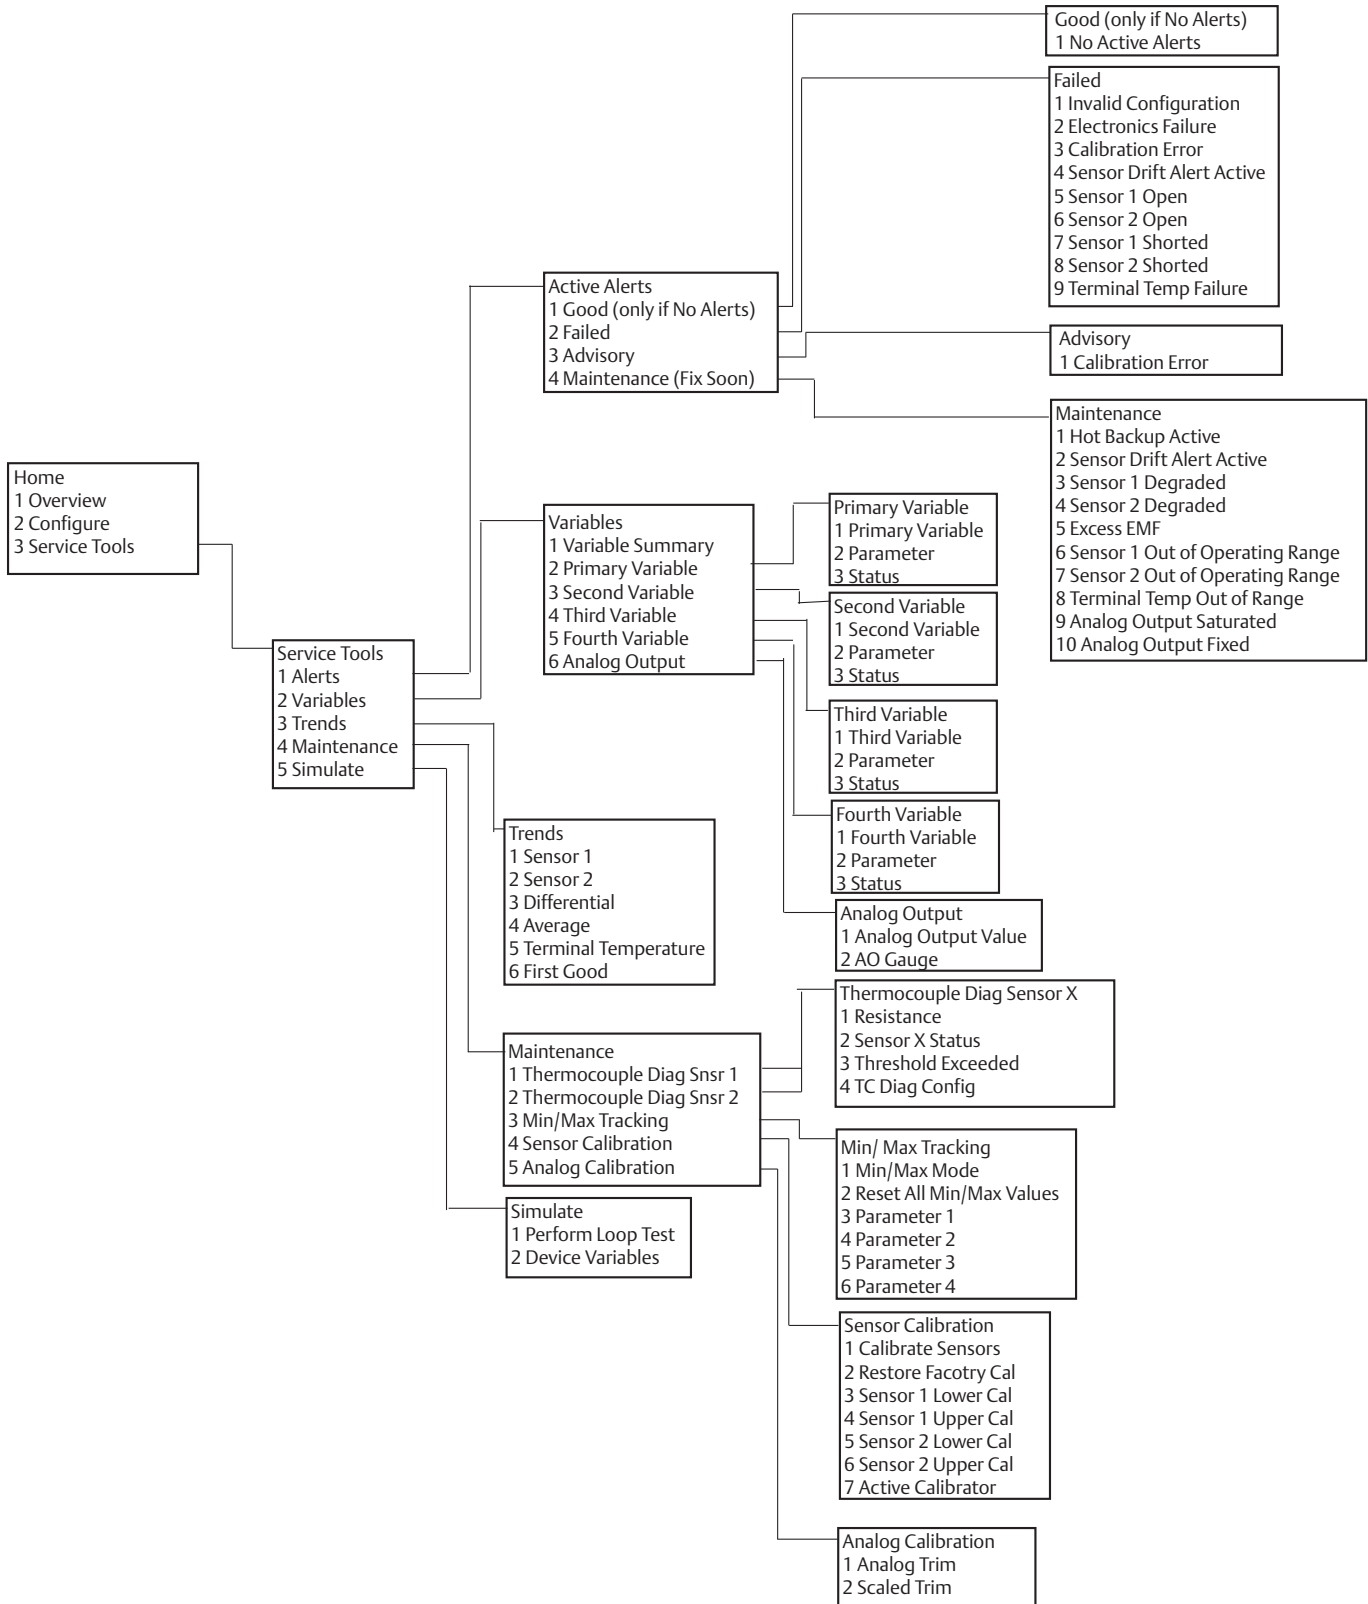 Home
1 Overview
2 Configure
3 Service Tools
Service Tools
1 Alerts
2 Variables
3 Trends
4 Maintenance
5 Simulate
Active Alerts
1 Good (only if No Alerts)
2 Failed
3 Advisory
4 Maintenance (Fix Soon)
Variables
1 Variable Summary
2 Primary Variable
3 Second Variable
4 Third Variable
5 Fourth Variable
6 Analog Output
Trends
1 Sensor 1
2 Sensor 2
3 Differential
4 Average
5 Terminal Temperature
6 First Good
Maintenance
1 Thermocouple Diag Snsr 1
2 Thermocouple Diag Snsr 2
3 Min/Max Tracking
4 Sensor Calibration
5 Analog Calibration
Simulate
1 Perform Loop Test
2 Device Variables
Good (only if No Alerts)
1 No Active Alerts
Failed
1 Invalid Configuration
2 Electronics Failure
3 Calibration Error
4 Sensor Drift Alert Active
5 Sensor 1 Open
6 Sensor 2 Open
7 Sensor 1 Shorted
8 Sensor 2 Shorted
9 Terminal Temp Failure
Advisory
1 Calibration Error
Maintenance
1 Hot Backup Active
2 Sensor Drift Alert Active
3 Sensor 1 Degraded
4 Sensor 2 Degraded
5 Excess EMF
6 Sensor 1 Out of Operating Range
7 Sensor 2 Out of Operating Range
8 Terminal Temp Out of Range
9 Analog Output Saturated
10 Analog Output Fixed
Primary Variable
1 Primary Variable
2 Parameter
3 Status
Second Variable
1 Second Variable
2 Parameter
3 Status
Third Variable
1 Third Variable
2 Parameter
3 Status
Fourth Variable
1 Fourth Variable
2 Parameter
3 Status
Analog Output
1 Analog Output Value
2 AO Gauge
Thermocouple Diag Sensor X
1 Resistance
2 Sensor X Status
3 Threshold Exceeded
4 TC Diag Config
Min/ Max Tracking
1 Min/Max Mode
2 Reset All Min/Max Values
3 Parameter 1
4 Parameter 2
5 Parameter 3
6 Parameter 4
Sensor Calibration
1 Calibrate Sensors
2 Restore Facotry Cal
3 Sensor 1 Lower Cal
4 Sensor 1 Upper Cal
5 Sensor 2 Lower Cal
6 Sensor 2 Upper Cal
7 Active Calibrator
Analog Calibration
1 Analog Trim
2 Scaled Trim